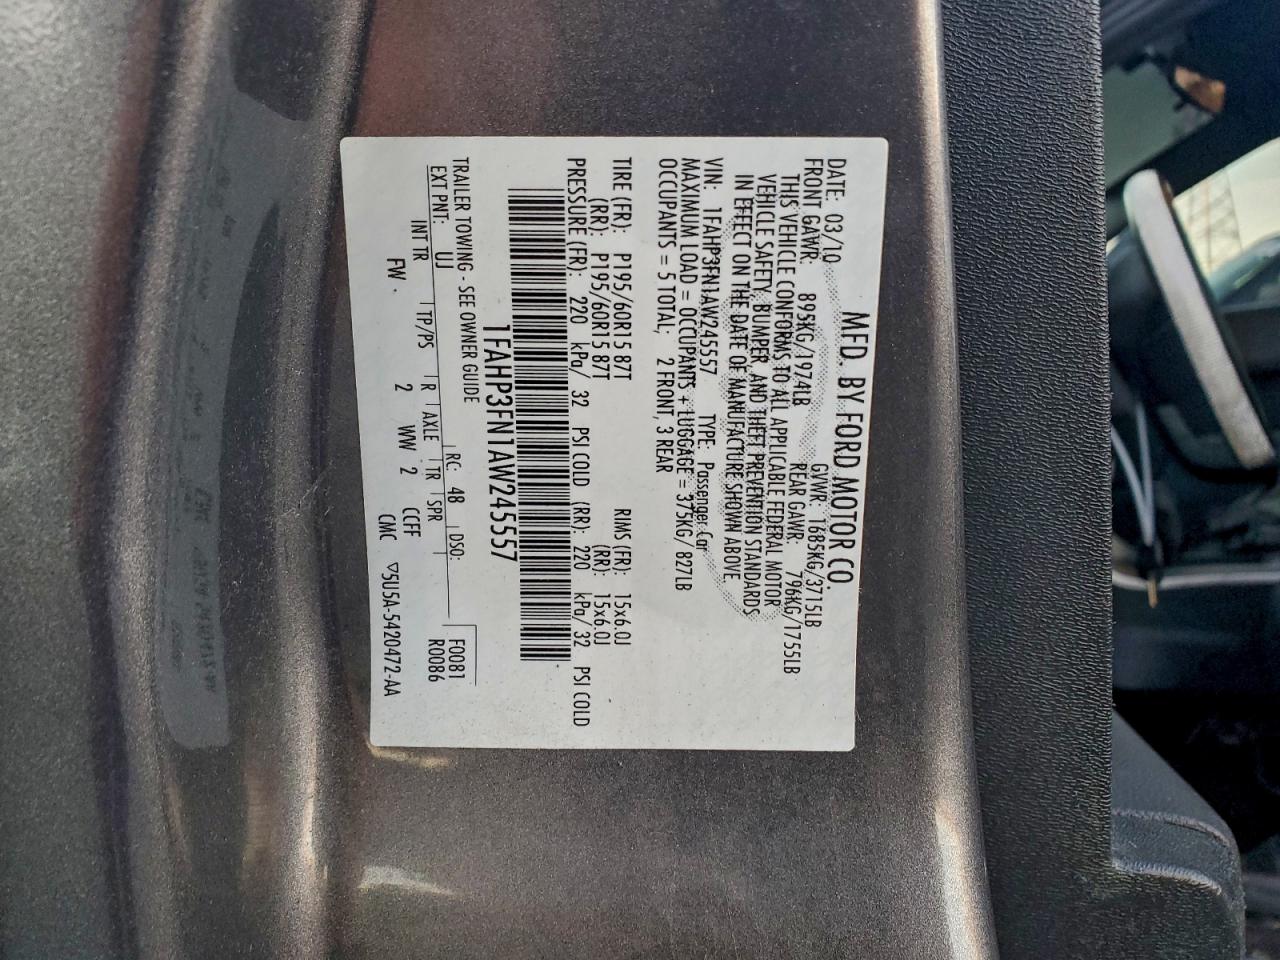 MFD. BY FORD MOTOR CO.
DATE: 03/10 GVWR: 1685KG/3715LB
FRONT GAWR: 895KG/1974LB REAR GAWR: 796KG/1755LB
THIS VEHICLE CONFORMS TO ALL APPLICABLE FEDERAL MOTOR
VEHICLE SAFETY, BUMPER, AND THEFT PREVENTION STANDARDS
IN EFFECT ON THE DATE OF MANUFACTURE SHOWN ABOVE.
VIN: 1FAHP3FN1AW245557 TYPE: Passenger Car
MAXIMUM LOAD = OCCUPANTS + LUGGAGE = 375KG/827LB
OCCUPANTS = 5 TOTAL, 2 FRONT, 3 REAR
TIRE (FR): P195/60R15 87T RIMS (FR): 15x6.0J
(RR): P195/60R15 87T (RR): 15x6.0J
PRESSURE (FR): 220 kPa/ 32 PSI COLD (RR): 220 kPa/ 32 PSI COLD
1FAHP3FN1AW245557
TRAILER TOWING - SEE OWNER GUIDE
EXT PNT: UJ RC: 48 DSO: F0081
R0086
INT TR TP/PS R AXLE TR SPR
FW 2 WW 2 CCFF
CMC ▽5U5A-5420472-AA